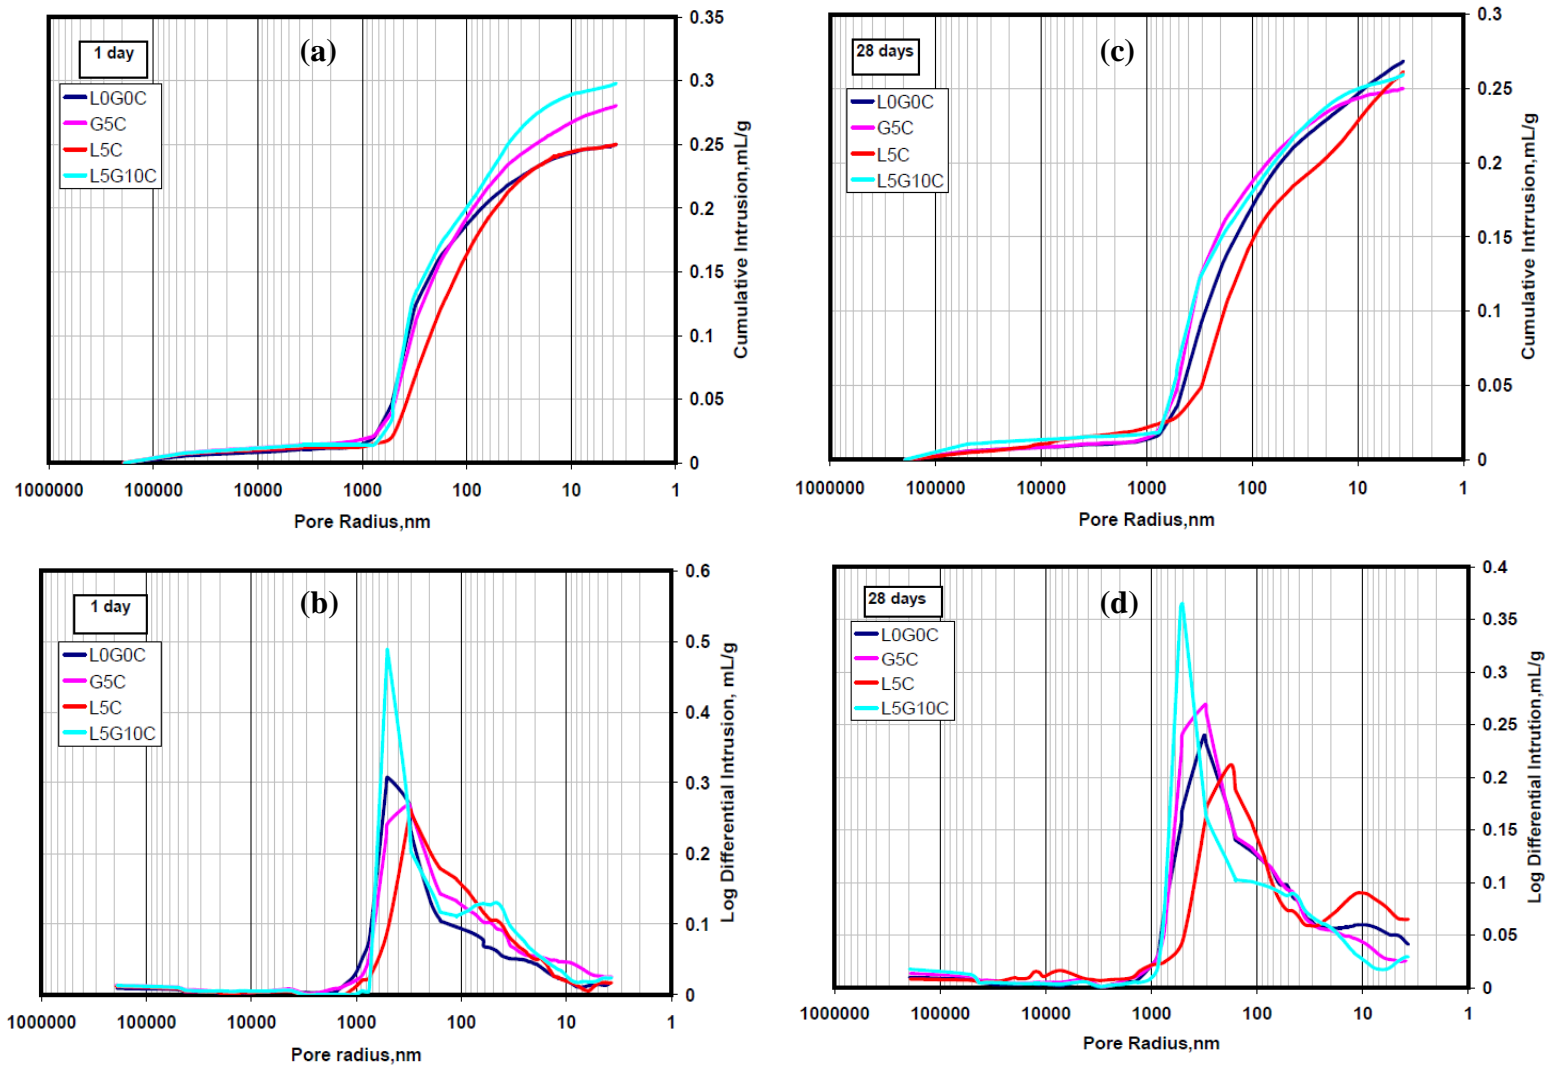 1 day
(a)
L0G0C
G5C
L5C
L5G10C
0.35
0.3
0.25
0.2
0.15
0.1
0.05
0
Cumulative Intrusion,mL/g
1000000 100000 10000 1000 100 10 1
Pore Radius,nm
28 days
(c)
L0G0C
G5C
L5C
L5G10C
0.3
0.25
0.2
0.15
0.1
0.05
0
Cumulative Intrusion,mL/g
1000000 100000 10000 1000 100 10 1
Pore Radius,nm
1 day
(b)
L0G0C
G5C
L5C
L5G10C
0.6
0.5
0.4
0.3
0.2
0.1
0
Log Differential Intrusion, mL/g
1000000 100000 10000 1000 100 10 1
Pore radius,nm
28 days
(d)
L0G0C
G5C
L5C
L5G10C
0.4
0.35
0.3
0.25
0.2
0.15
0.1
0.05
0
Log Differential Intrution,mL/g
1000000 100000 10000 1000 100 10 1
Pore Radius,nm